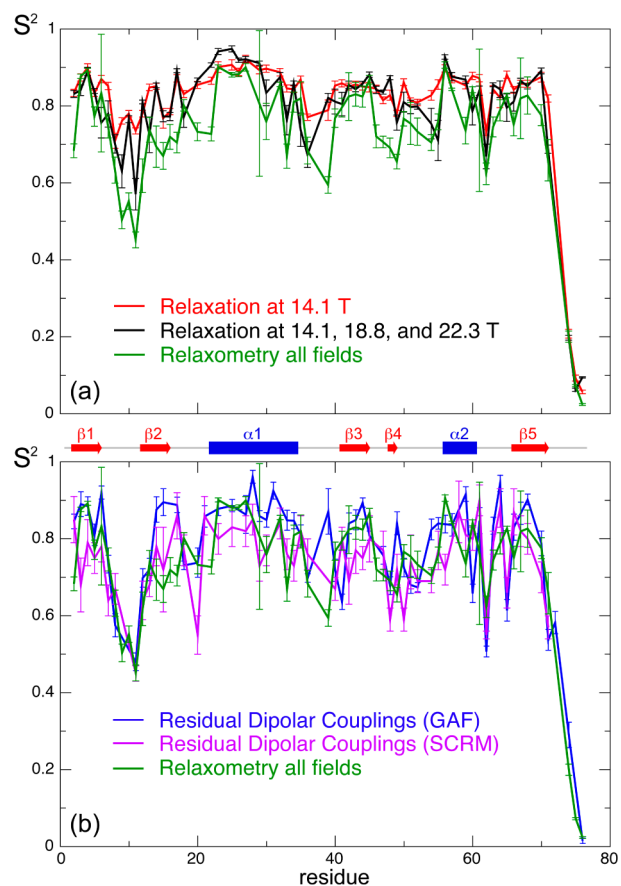 S²
1
0.8
0.6
0.4
0.2
0
Relaxation at 14.1 T
Relaxation at 14.1, 18.8, and 22.3 T
Relaxometry all fields
(a)
β1 β2 α1 β3 β4 α2 β5
S²
1
0.8
0.6
0.4
0.2
0
Residual Dipolar Couplings (GAF)
Residual Dipolar Couplings (SCRM)
Relaxometry all fields
(b)
0 20 40 60 80
residue